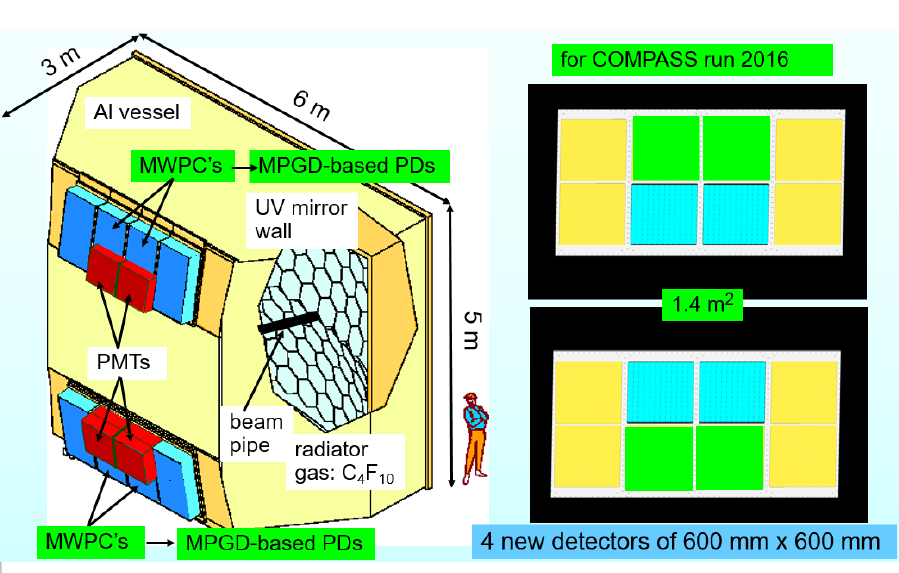 3 m
6 m
for COMPASS run 2016
Al vessel
MWPC's
MPGD-based PDs
UV mirror
wall
1.4 m²
5 m
PMTs
beam
pipe
radiator
gas: C₄F₁₀
MWPC's
MPGD-based PDs
4 new detectors of 600 mm x 600 mm